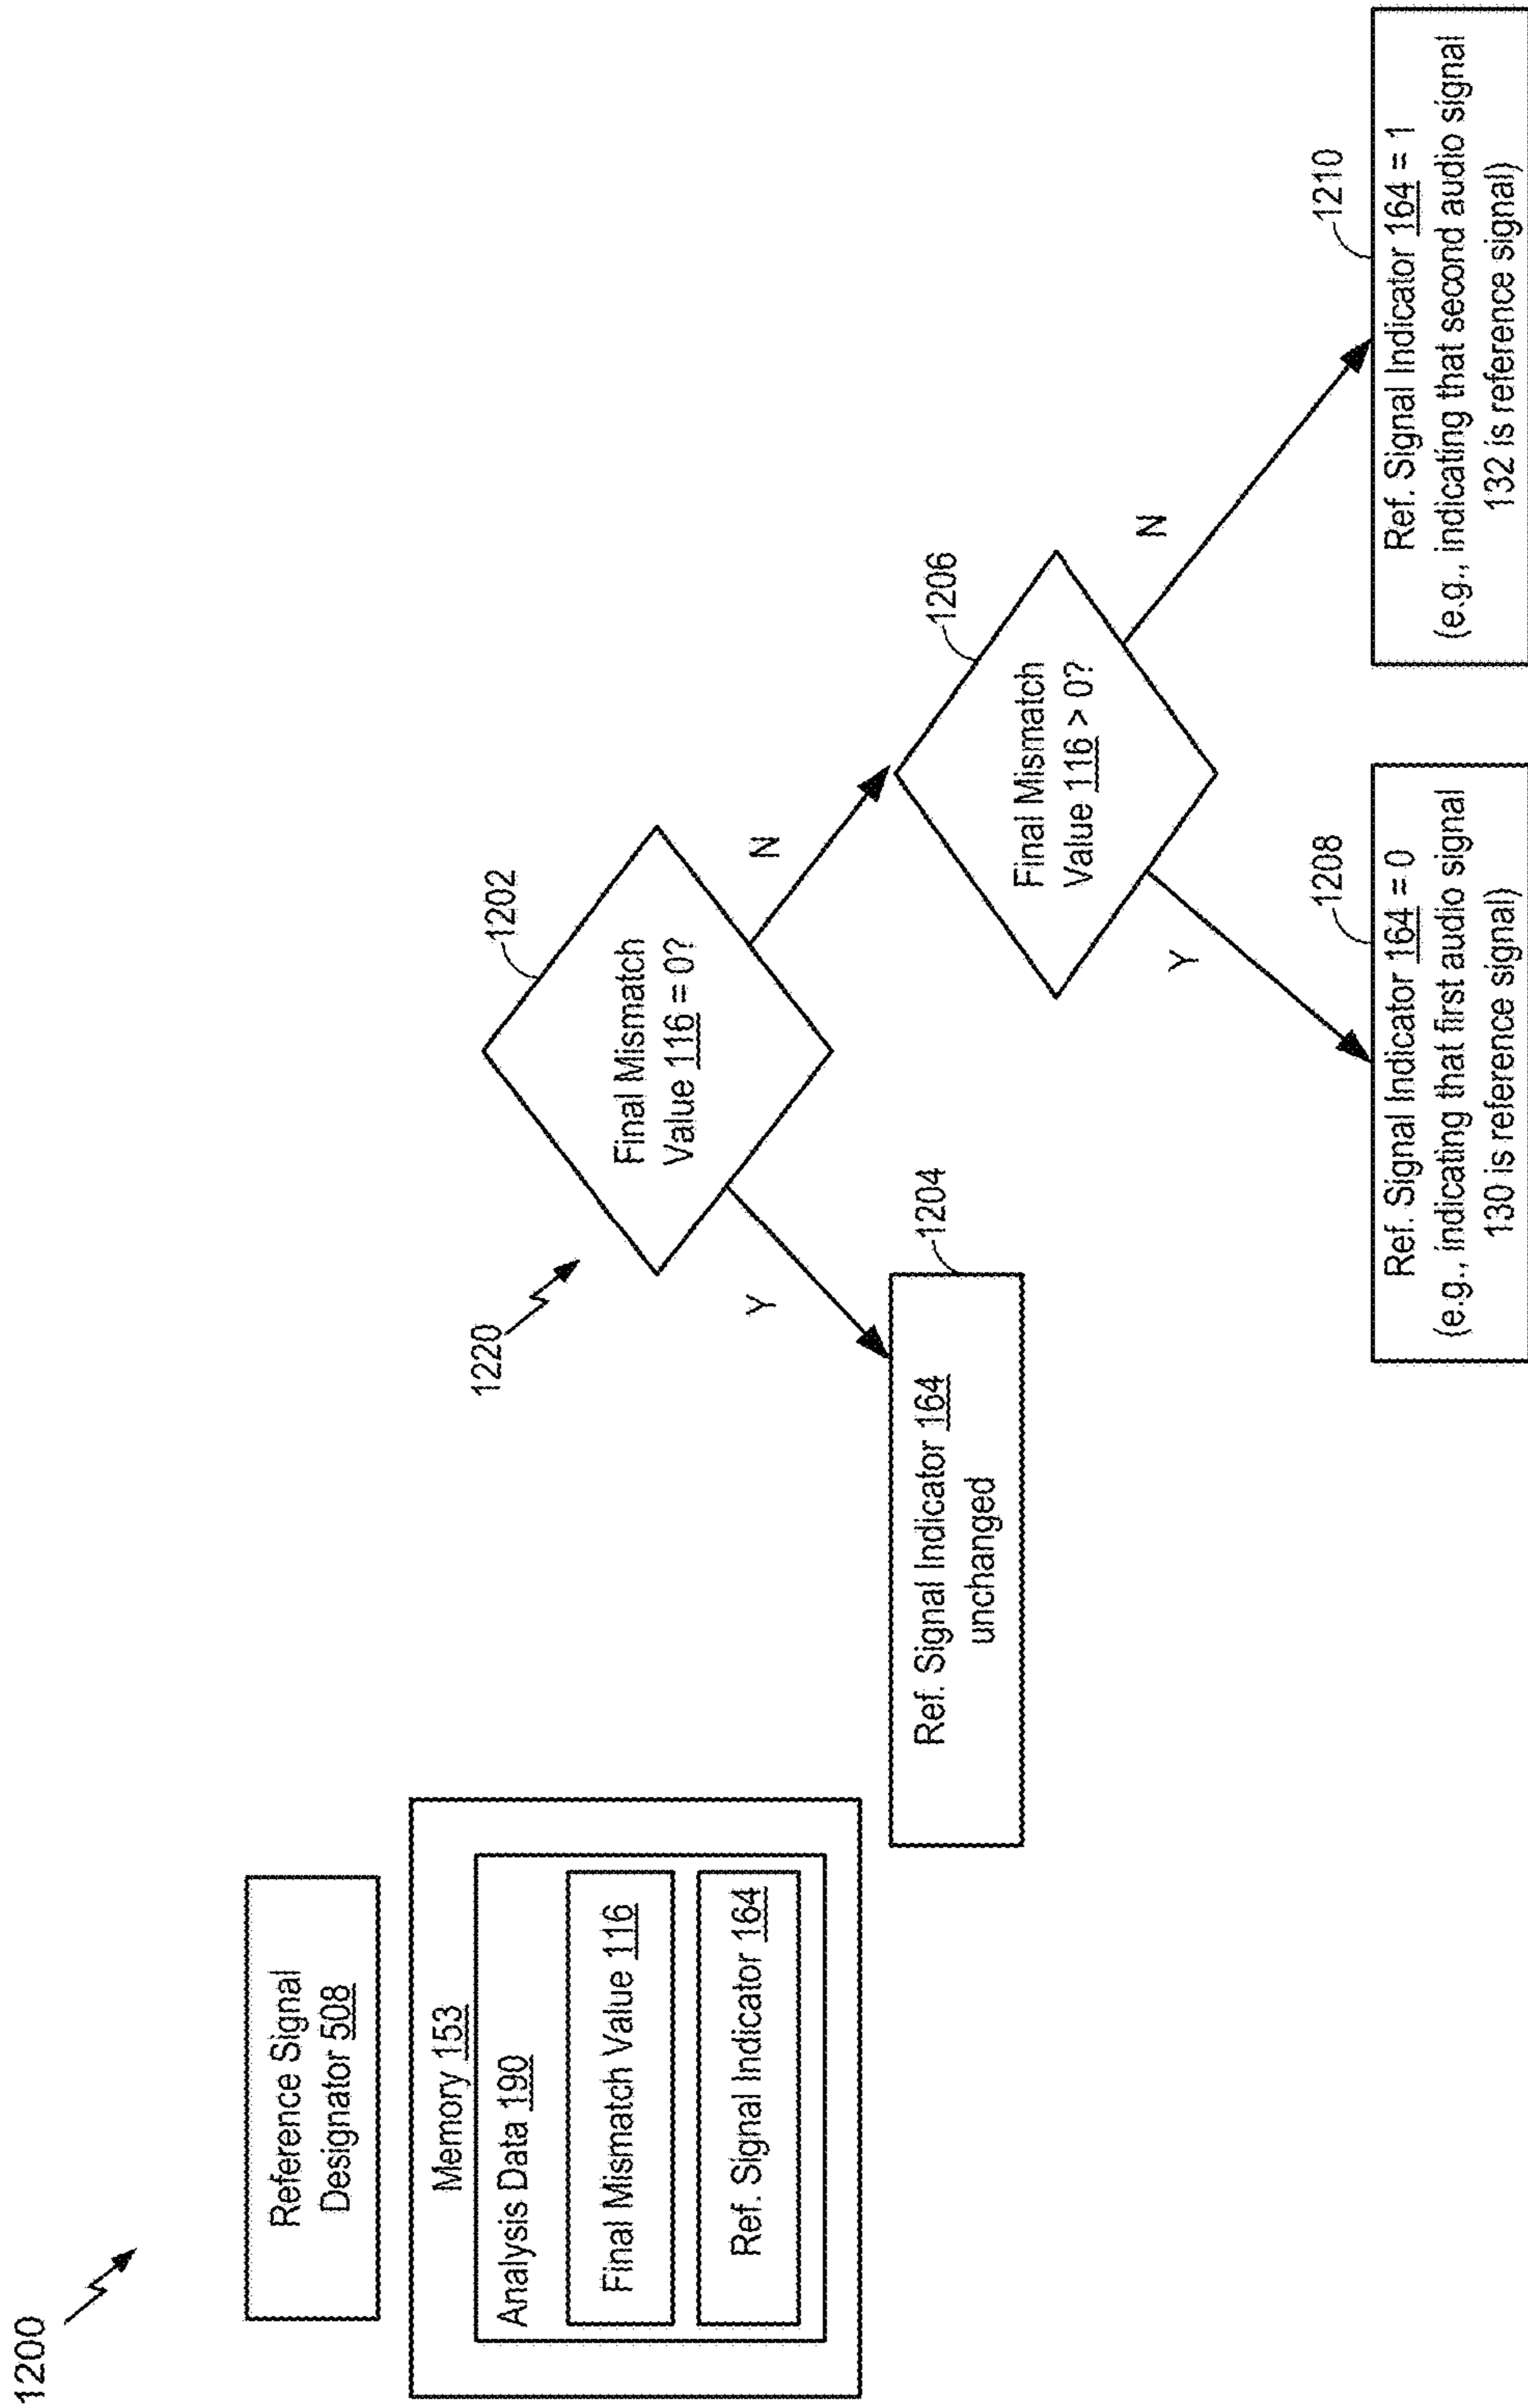 1200
Reference Signal
Designator 508
Memory 153
Analysis Data 190
Final Mismatch Value 116
Ref. Signal Indicator 164
1220
1202
Final Mismatch
Value 116 = 0?
Y
N
1204
Ref. Signal Indicator 164
unchanged
1206
Final Mismatch
Value 116 > 0?
Y
N
1208
Ref. Signal Indicator 164 = 0
(e.g., indicating that first audio signal
130 is reference signal)
1210
Ref. Signal Indicator 164 = 1
(e.g., indicating that second audio signal
132 is reference signal)